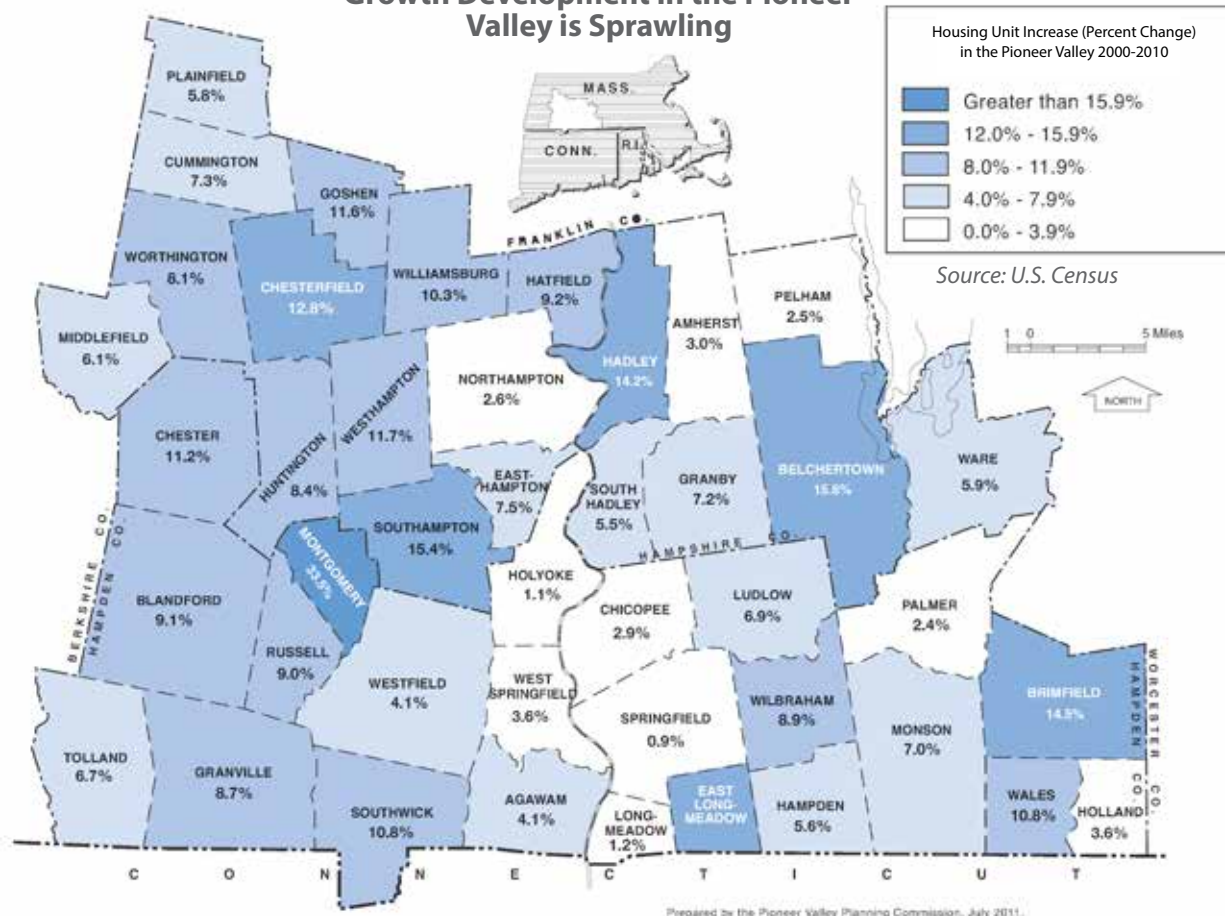 Growth Development in the Pioneer
Valley is Sprawling
Housing Unit Increase (Percent Change)
in the Pioneer Valley 2000-2010
Greater than 15.9%
12.0% - 15.9%
8.0% - 11.9%
4.0% - 7.9%
0.0% - 3.9%
Source: U.S. Census
1 0 5 Miles
NORTH
MASS.
CONN.
R.I.
PLAINFIELD
5.8%
CUMMINGTON
7.3%
GOSHEN
11.6%
FRANKLIN CO.
WORTHINGTON
8.1%
CHESTERFIELD
12.8%
WILLIAMSBURG
10.3%
HATFIELD
9.2%
PELHAM
2.5%
AMHERST
3.0%
MIDDLEFIELD
6.1%
HADLEY
14.2%
NORTHAMPTON
2.6%
WESTHAMPTON
11.7%
CHESTER
11.2%
HUNTINGTON
8.4%
EAST-
HAMPTON
7.5%
SOUTH
HADLEY
5.5%
GRANBY
7.2%
BELCHERTOWN
15.8%
WARE
5.9%
SOUTHAMPTON
15.4%
MONTGOMERY
33.5%
HAMPSHIRE CO.
BERKSHIRE CO.
HAMPDEN CO
BLANDFORD
9.1%
HOLYOKE
1.1%
CHICOPEE
2.9%
LUDLOW
6.9%
PALMER
2.4%
RUSSELL
9.0%
WESTFIELD
4.1%
WEST
SPRINGFIELD
3.6%
SPRINGFIELD
0.9%
WILBRAHAM
8.9%
MONSON
7.0%
BRIMFIELD
14.5%
WORCESTER CO.
HAMPDEN CO.
TOLLAND
6.7%
GRANVILLE
8.7%
SOUTHWICK
10.8%
AGAWAM
4.1%
LONG-
MEADOW
1.2%
EAST
LONG-
MEADOW
HAMPDEN
5.6%
WALES
10.8%
HOLLAND
3.6%
CONNECTICUT
Prepared by the Pioneer Valley Planning Commission, July 2011.